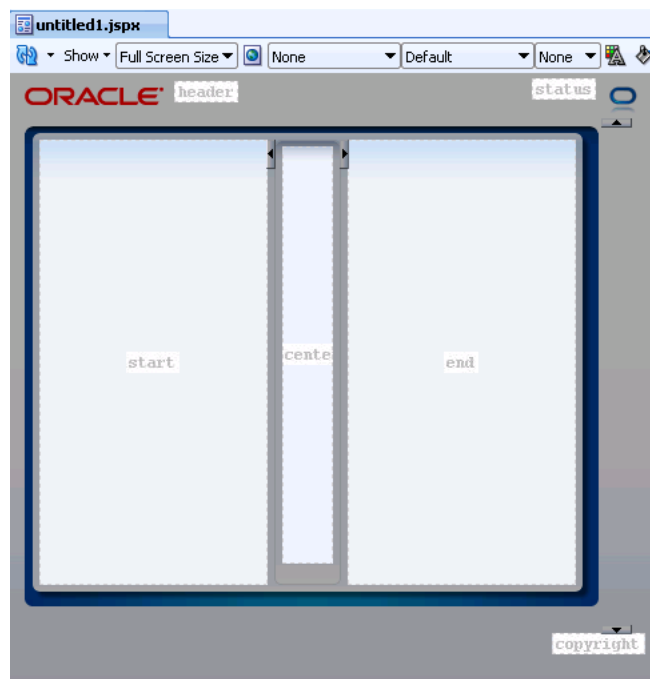 untitled1.jspx
Show Full Screen Size None Default None
ORACLE header status
start cente end
copyright